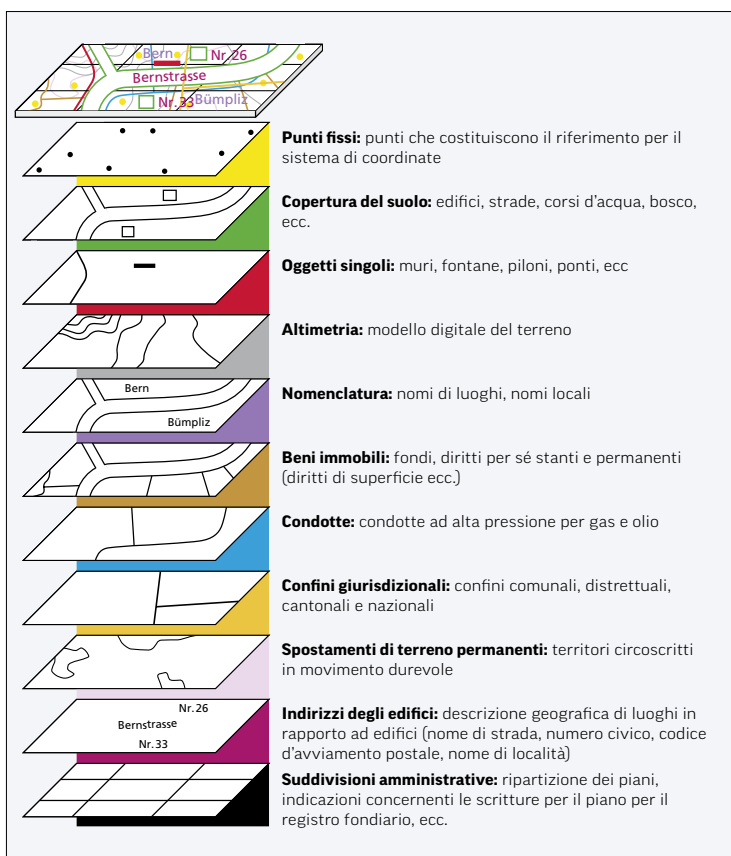 Bern
Nr. 26
Bernstrasse
Nr. 33
Bümpliz
Punti fissi: punti che costituiscono il riferimento per il
sistema di coordinate
Copertura del suolo: edifici, strade, corsi d'acqua, bosco,
ecc.
Oggetti singoli: muri, fontane, piloni, ponti, ecc
Altimetria: modello digitale del terreno
Bern
Bümpliz
Nomenclatura: nomi di luoghi, nomi locali
Beni immobili: fondi, diritti per sé stanti e permanenti
(diritti di superficie ecc.)
Condotte: condotte ad alta pressione per gas e olio
Confini giurisdizionali: confini comunali, distrettuali,
cantonali e nazionali
Spostamenti di terreno permanenti: territori circoscritti
in movimento durevole
Nr. 26
Bernstrasse
Nr. 33
Indirizzi degli edifici: descrizione geografica di luoghi in
rapporto ad edifici (nome di strada, numero civico, codice
d'avviamento postale, nome di località)
Suddivisioni amministrative: ripartizione dei piani,
indicazioni concernenti le scritture per il piano per il
registro fondiario, ecc.